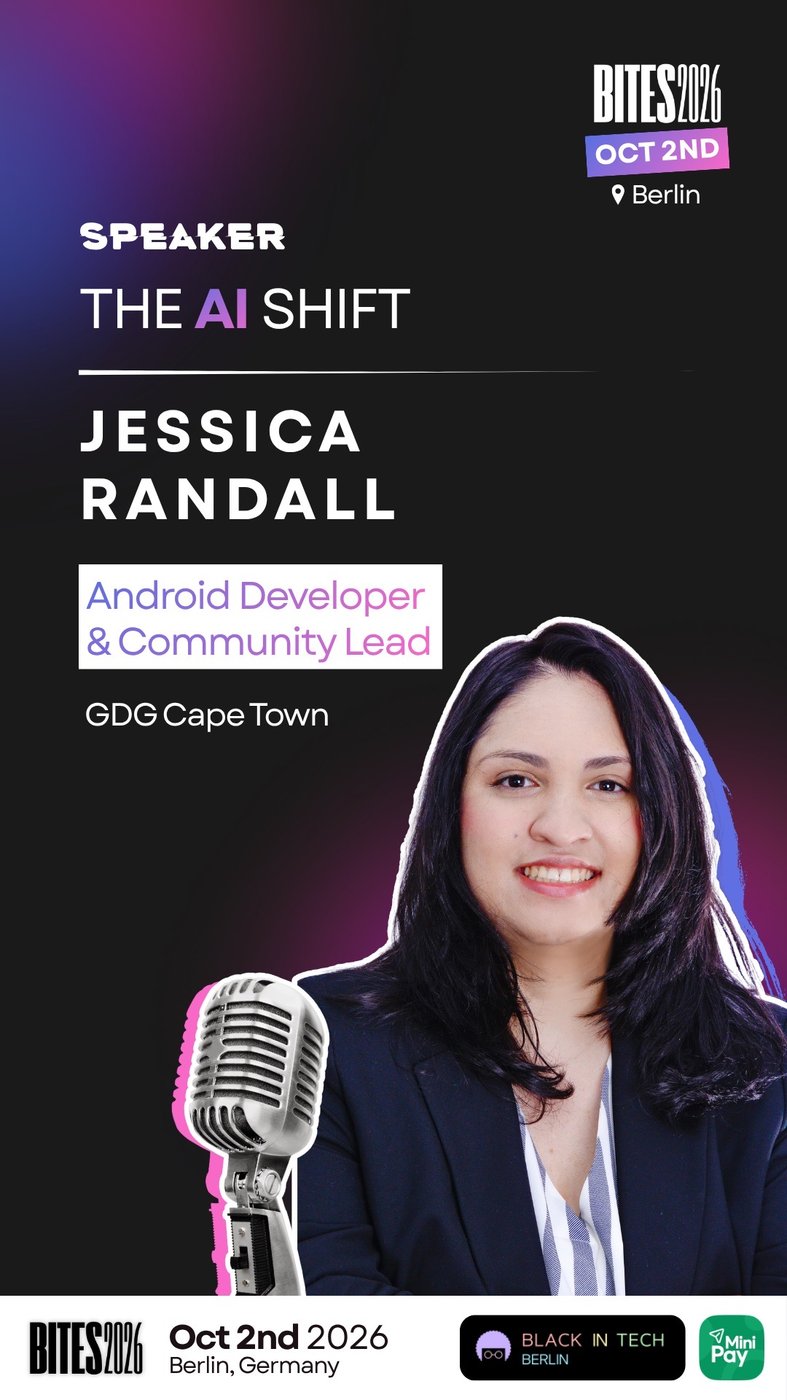 BITES2026
OCT 2ND
Berlin
SPEAKER
THE AI SHIFT
JESSICA
RANDALL
Android Developer
& Community Lead
GDG Cape Town
BITES2026
Oct 2nd 2026
Berlin, Germany
BLACK IN TECH
BERLIN
Mini
Pay